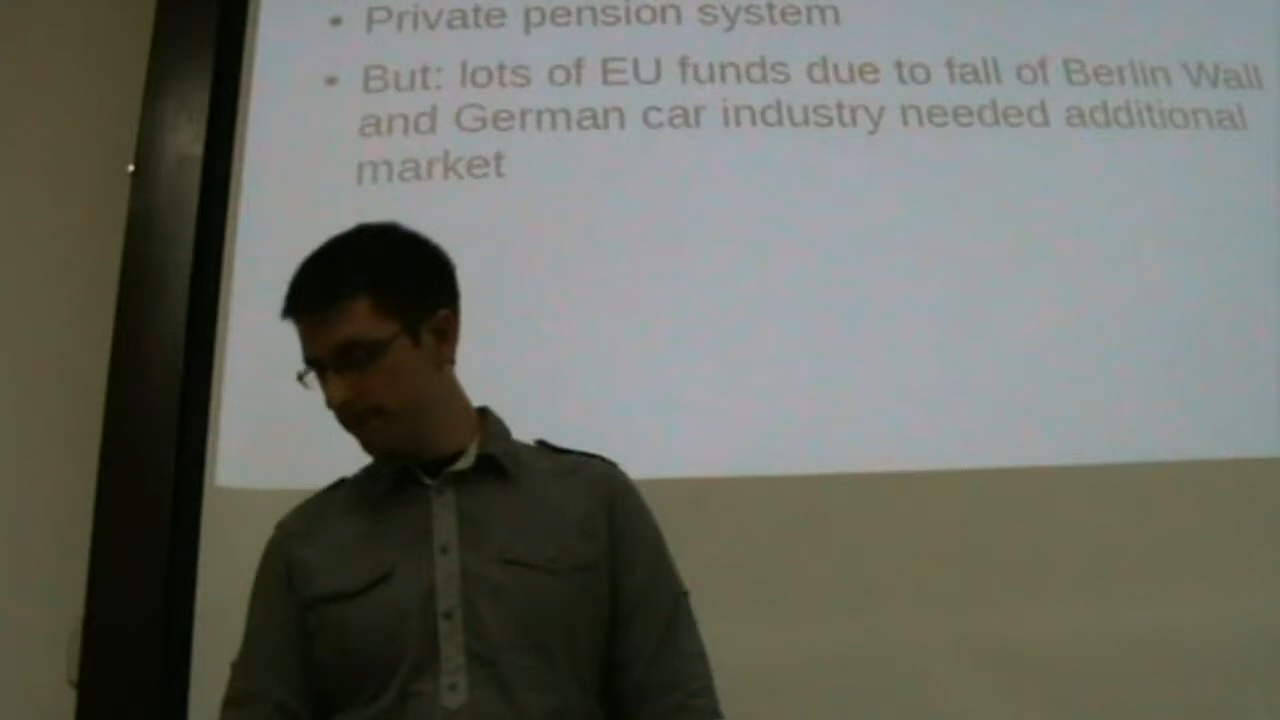 • Private pension system
• But: lots of EU funds due to fall of Berlin Wall
and German car industry needed additional
market